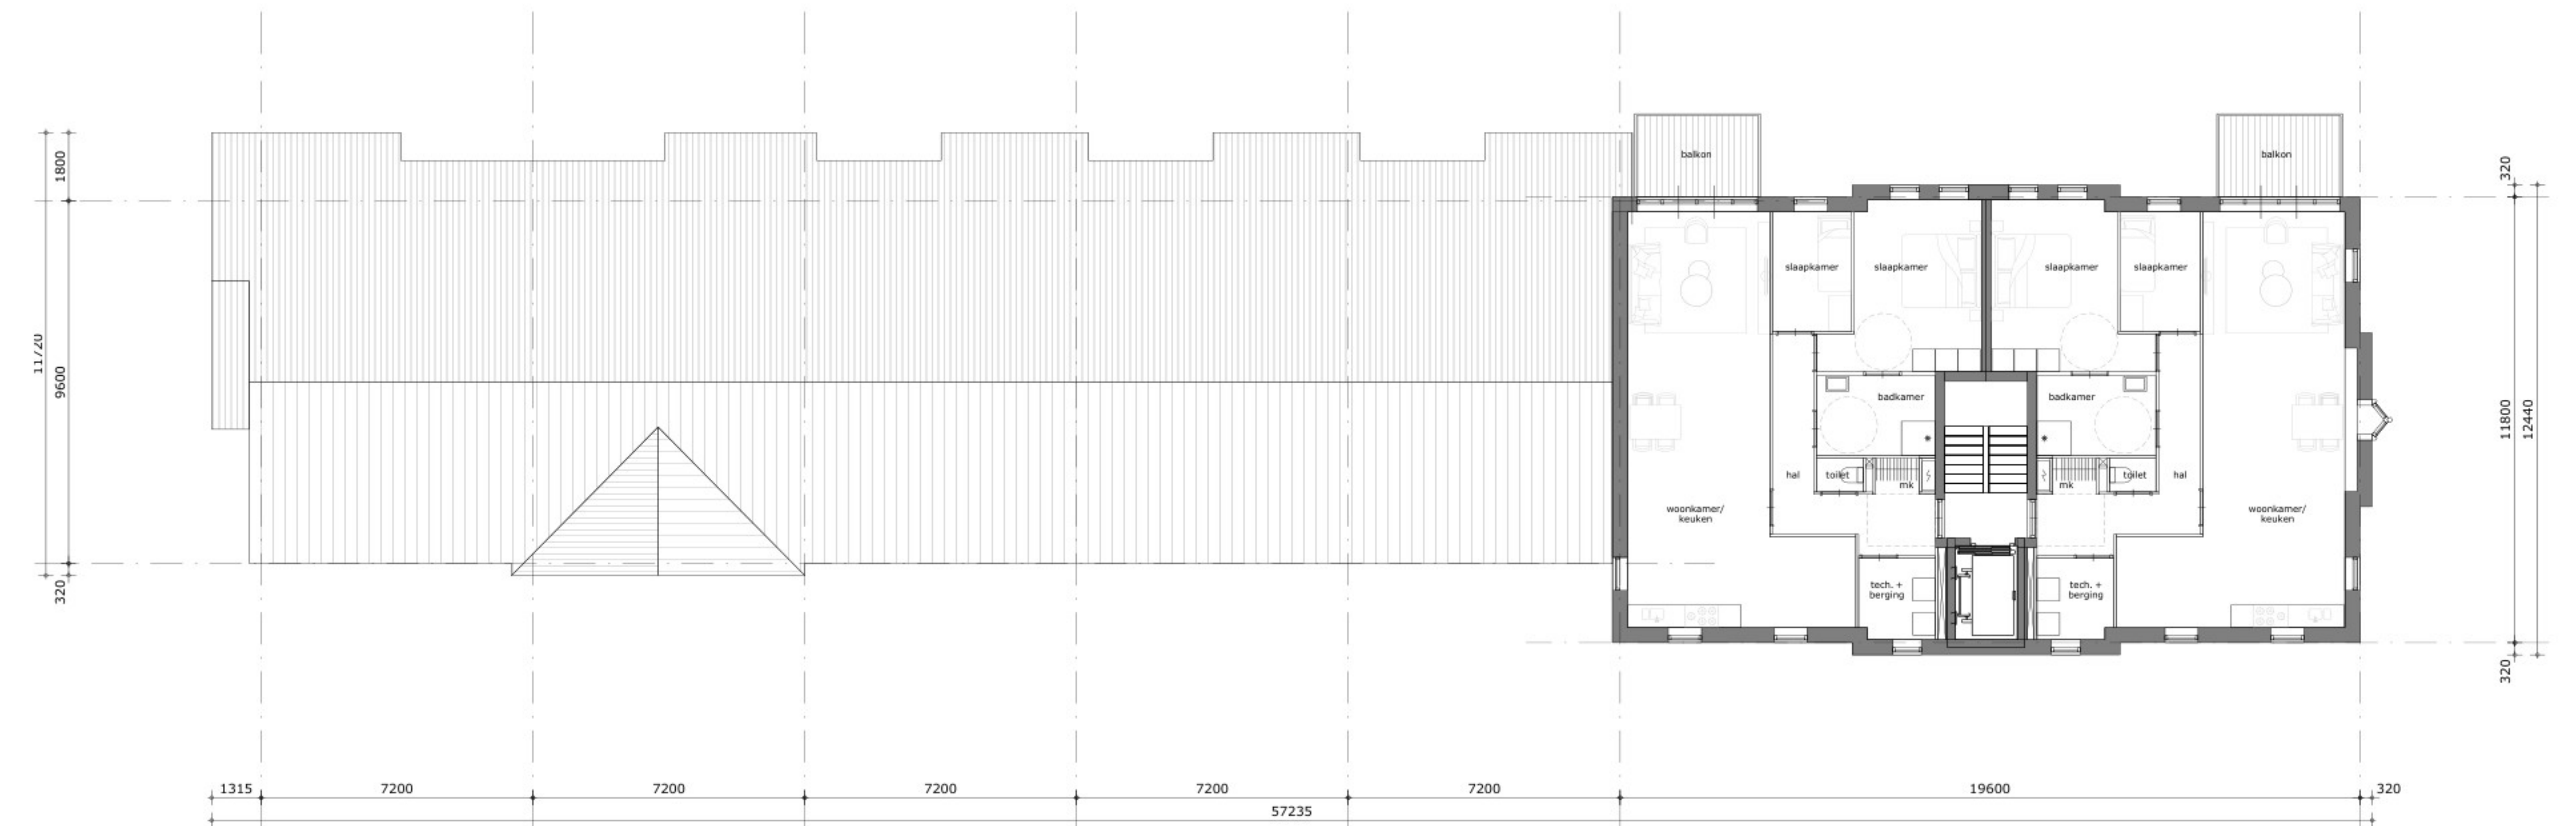 balkon
balkon
1800
320
slaapkamer
slaapkamer
slaapkamer
slaapkamer
11720
9600
badkamer
badkamer
11800
12440
hal
toilet
mk
mk
toilet
hal
woonkamer/
keuken
woonkamer/
keuken
320
tech. +
berging
tech. +
berging
320
1315
7200
7200
7200
7200
7200
19600
320
57235